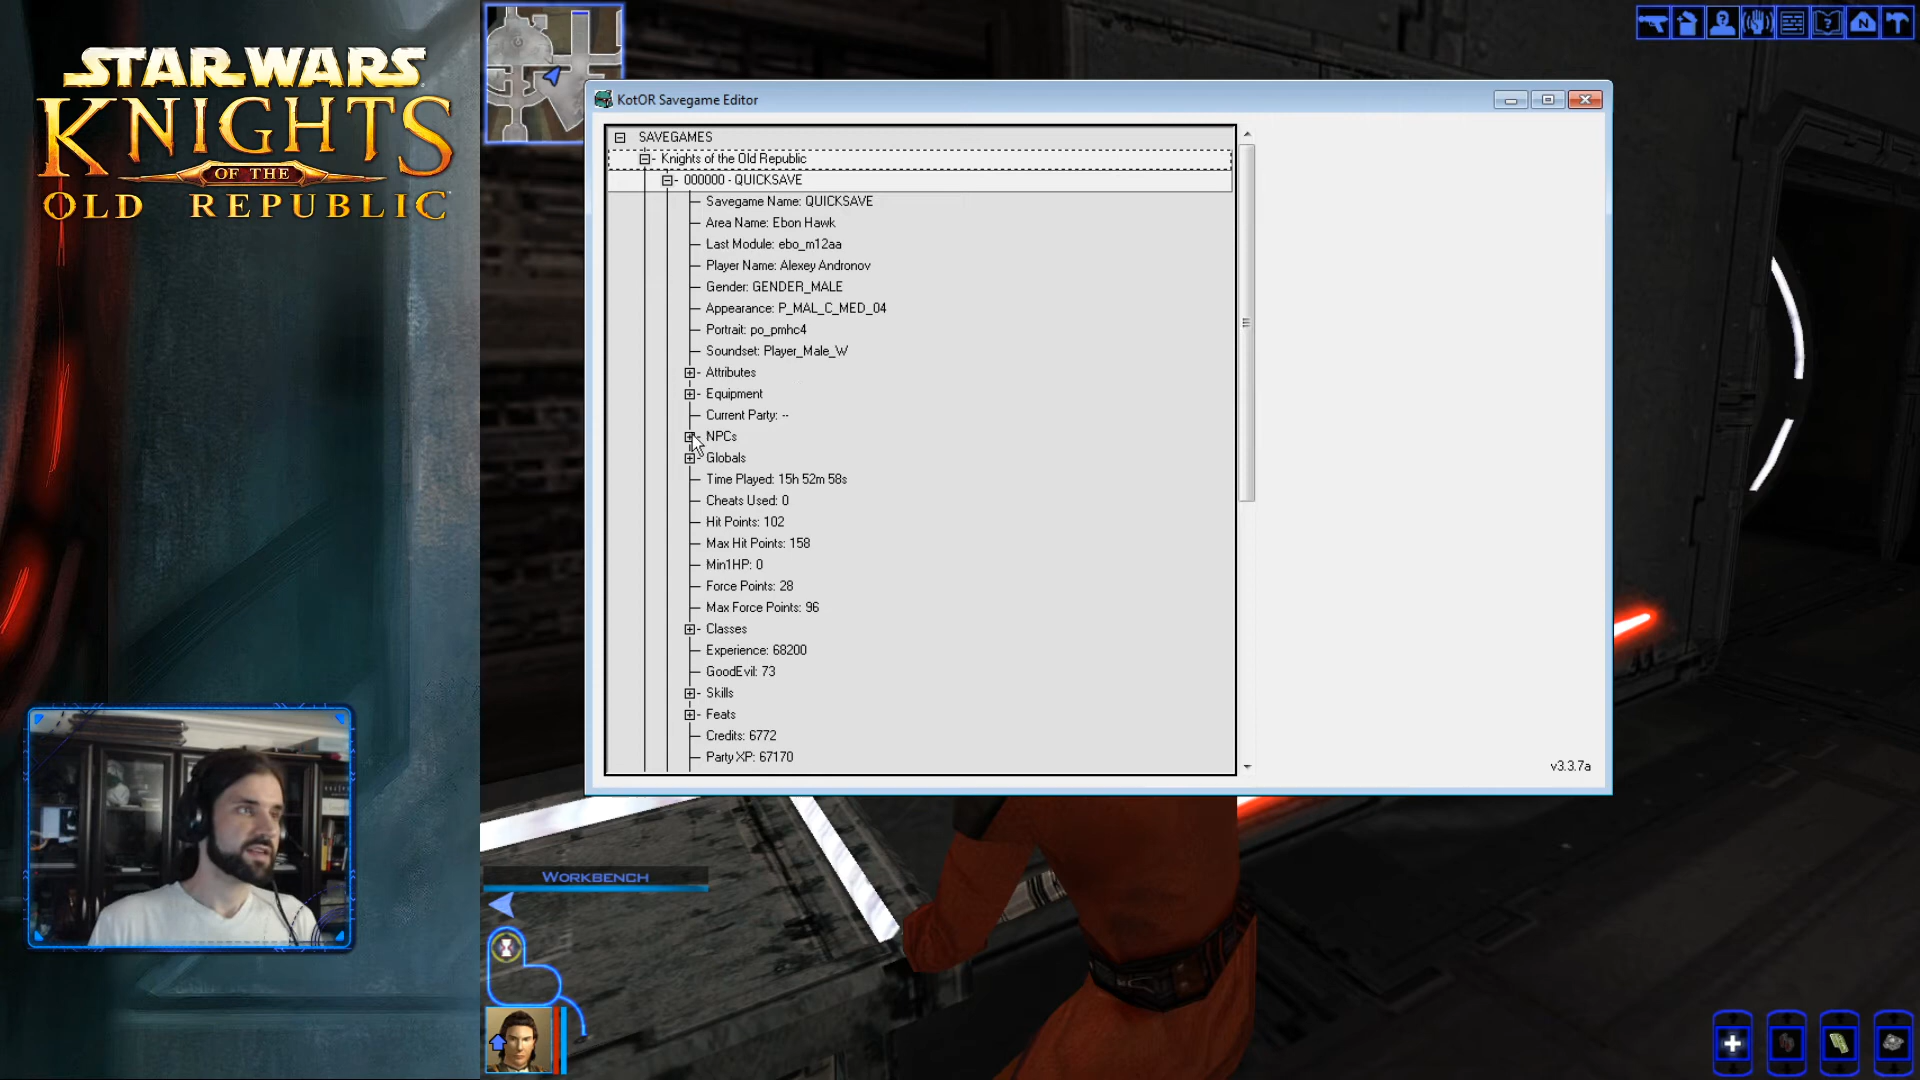 STAR WARS
KNIGHTS
OF THE
OLD REPUBLIC
KotOR Savegame Editor
SAVEGAMES
Knights of the Old Republic
000000 - QUICKSAVE
Savegame Name: QUICKSAVE
Area Name: Ebon Hawk
Last Module: ebo_m12aa
Player Name: Alexey Andronov
Gender: GENDER_MALE
Appearance: P_MAL_C_MED_04
Portrait: po_pmhc4
Soundset: Player_Male_W
Attributes
Equipment
Current Party: --
NPCs
Globals
Time Played: 15h 52m 58s
Cheats Used: 0
Hit Points: 102
Max Hit Points: 158
Min1HP: 0
Force Points: 28
Max Force Points: 96
Classes
Experience: 68200
GoodEvil: 73
Skills
Feats
Credits: 6772
Party XP: 67170
v3.3.7a
WORKBENCH